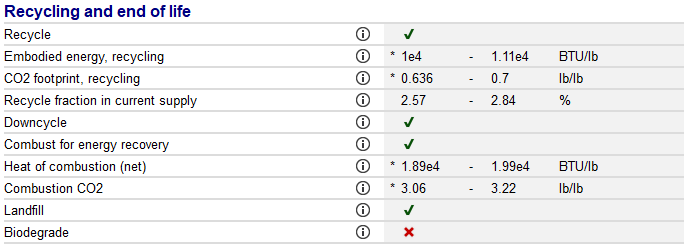 Recycling and end of life
Recycle ✔
Embodied energy, recycling * 1e4 - 1.11e4 BTU/lb
CO2 footprint, recycling * 0.636 - 0.7 lb/lb
Recycle fraction in current supply 2.57 - 2.84 %
Downcycle ✔
Combust for energy recovery ✔
Heat of combustion (net) * 1.89e4 - 1.99e4 BTU/lb
Combustion CO2 * 3.06 - 3.22 lb/lb
Landfill ✔
Biodegrade ✖